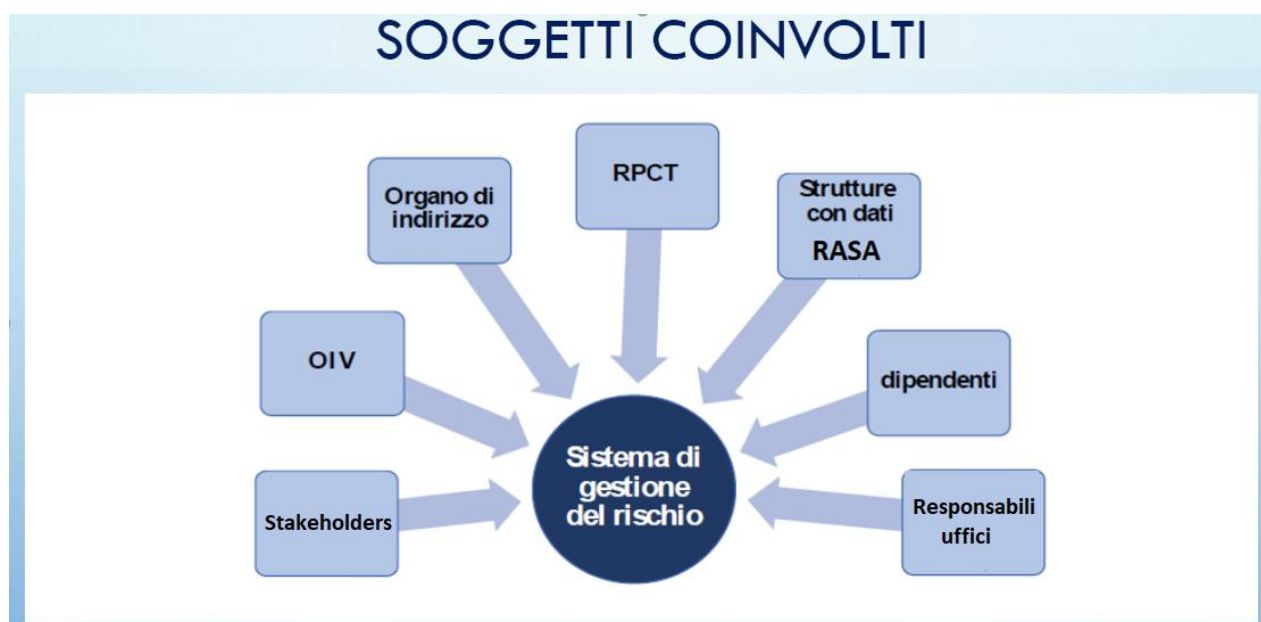 SOGGETTI COINVOLTI
RPCT
Organo di
indirizzo
Strutture
con dati
RASA
OIV
dipendenti
Stakeholders
Sistema di
gestione
del rischio
Responsabili
uffici